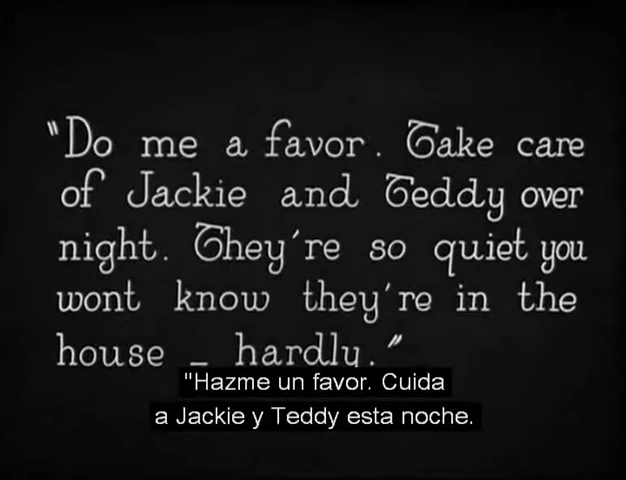 "Do me a favor. Take care
of Jackie and Teddy over
night. They're so quiet you
wont know they're in the
house _ hardly."
"Hazme un favor. Cuida
a Jackie y Teddy esta noche.